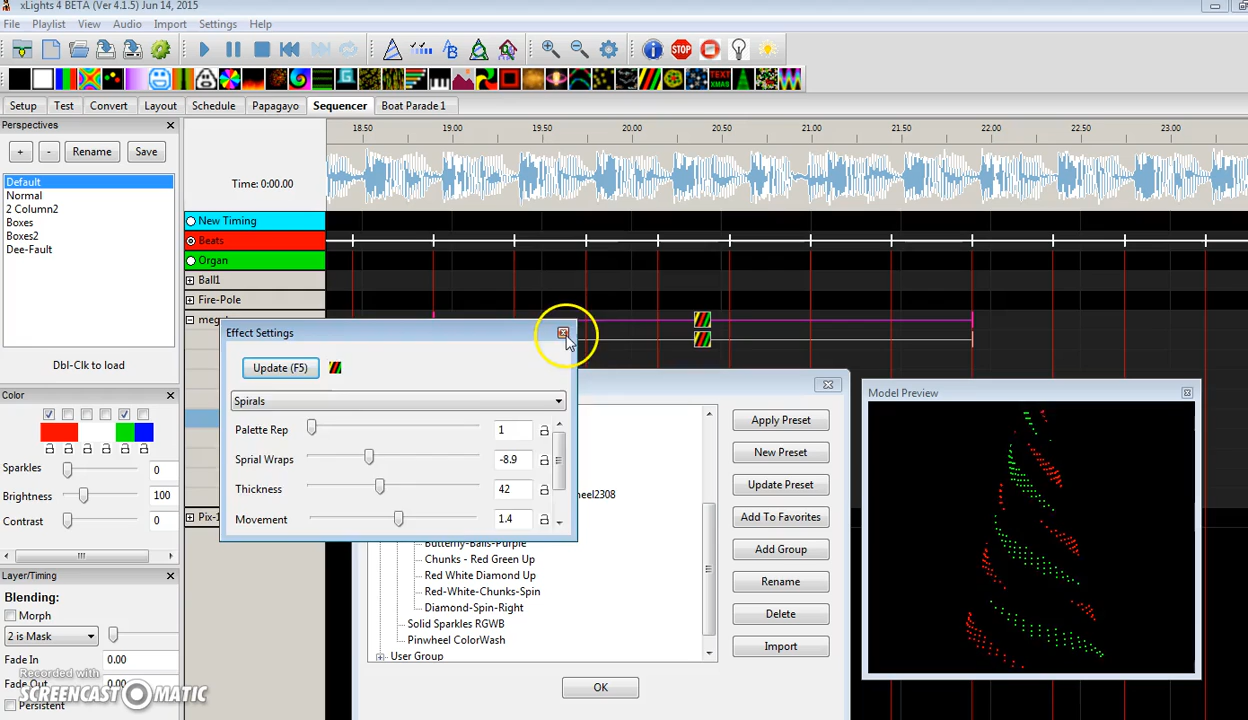 xLights 4 BETA (Ver 4.1.5) Jun 14, 2015
File Playlist View Audio Import Settings Help
TEXT XMAS
Setup Test Convert Layout Schedule Papagayo Sequencer Boat Parade 1
Perspectives
+ - Rename Save
Default
Normal
2 Column2
Boxes
Boxes2
Dee-Fault
Dbl-Clk to load
Color
Sparkles 0
Brightness 100
Contrast 0
Layer/Timing
Blending:
Morph
2 is Mask
Fade In 0.00
Fade Out 0.00
Persistent
Recorded with
SCREENCAST-O-MATIC
18.50 19.00 19.50 20.00 20.50 21.00 21.50 22.00 22.50 23.00
Time: 0:00.00
New Timing
Beats
Organ
Ball1
Fire-Pole
Effect Settings
Update (F5)
Spirals
Palette Rep 1
Sprial Wraps -8.9
Thickness 42
Movement 1.4
Butterfly-Balls-Purple
Chunks - Red Green Up
Red White Diamond Up
Red-White-Chunks-Spin
Diamond-Spin-Right
Solid Sparkles RGWB
Pinwheel ColorWash
User Group
Apply Preset
New Preset
Update Preset
Add To Favorites
Add Group
Rename
Delete
Import
OK
Model Preview